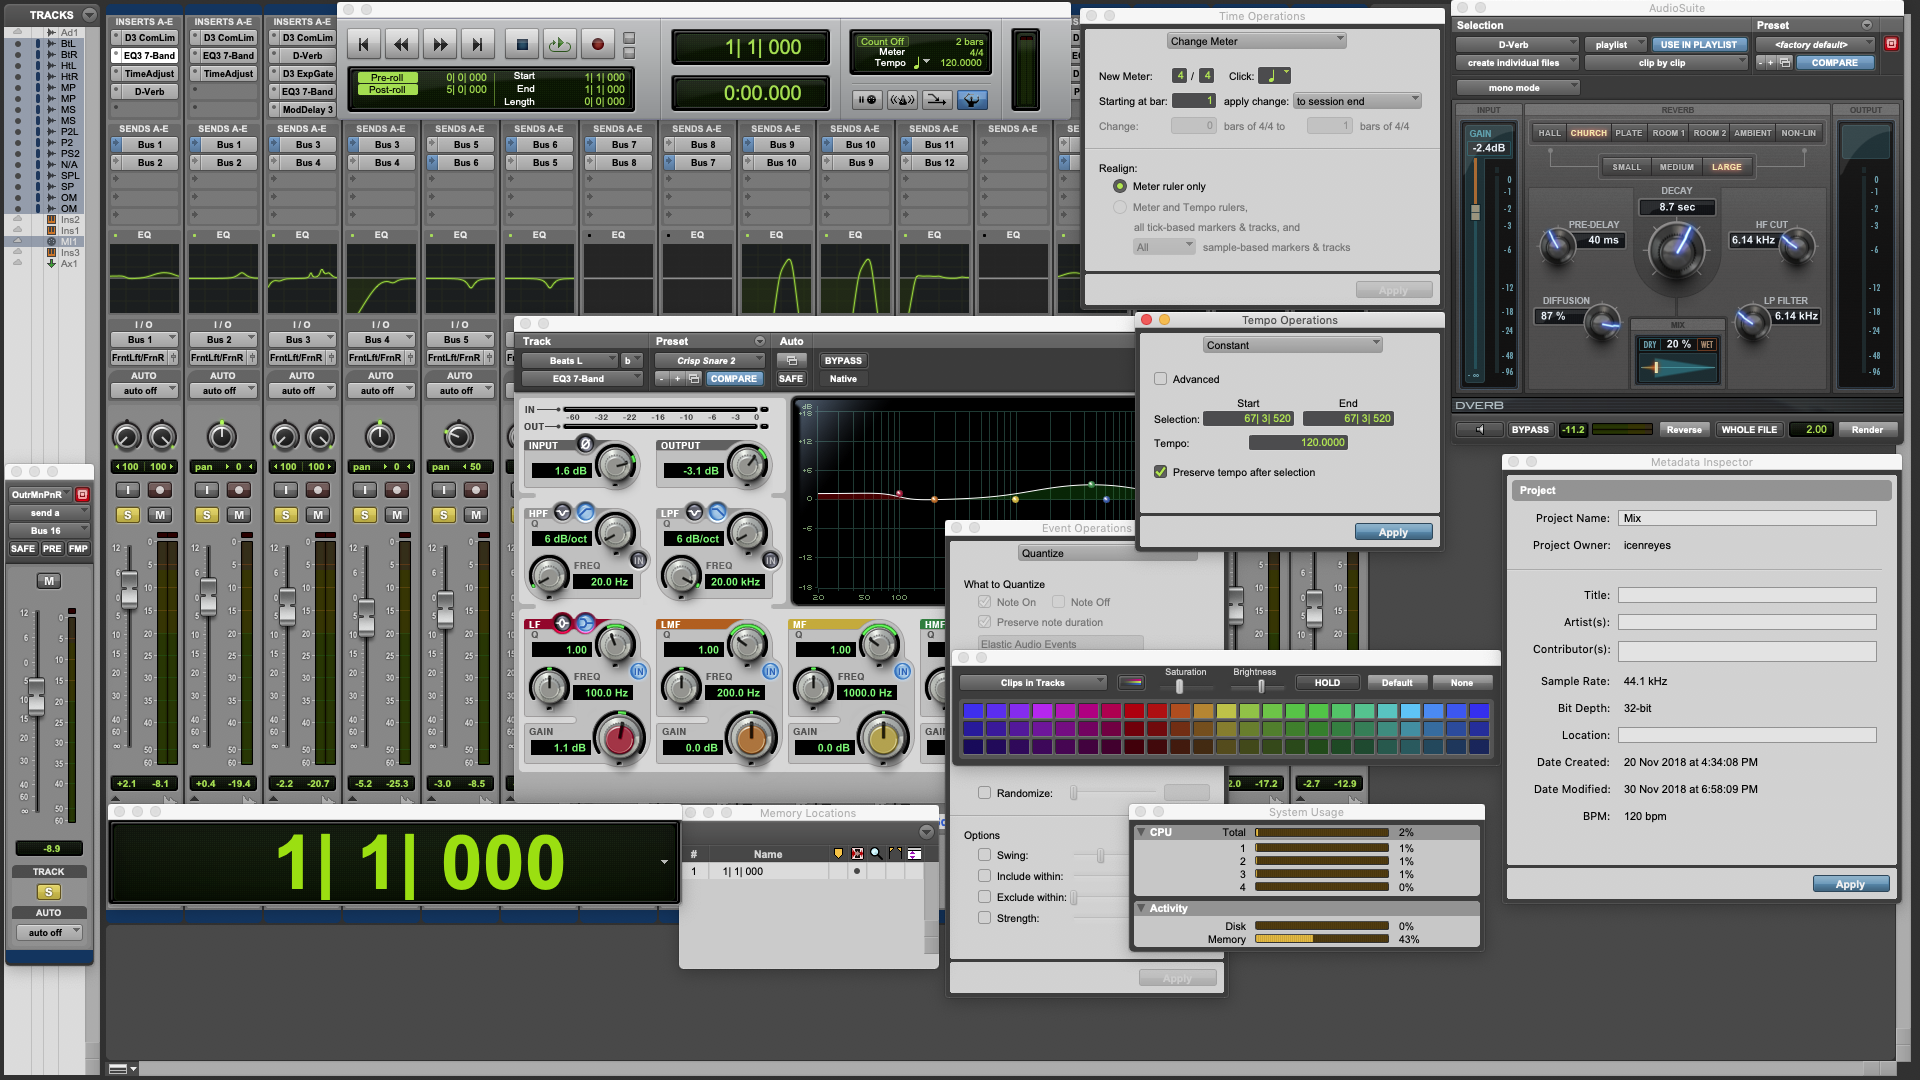 TRACKS
Ad1
BtL
BtR
HtL
HtR
MP
MP
MS
MS
P2L
P2
PS2
N/A
SPL
SP
OM
OM
Ins2
Ins1
MI1
Ins3
Ax1
INSERTS A-E INSERTS A-E INSERTS A-E
D3 ComLim D3 ComLim D3 ComLim
EQ3 7-Band EQ3 7-Band D-Verb
TimeAdjust TimeAdjust D3 ExpGate
D-Verb EQ3 7-Band
ModDelay 3
SENDS A-E SENDS A-E SENDS A-E SENDS A-E SENDS A-E SENDS A-E SENDS A-E SENDS A-E SENDS A-E SENDS A-E SENDS A-E SENDS A-E
Bus 1 Bus 1 Bus 3 Bus 3 Bus 5 Bus 6 Bus 7 Bus 8 Bus 9 Bus 10 Bus 11
Bus 2 Bus 2 Bus 4 Bus 4 Bus 6 Bus 5 Bus 8 Bus 7 Bus 10 Bus 9 Bus 12
EQ EQ EQ EQ EQ EQ EQ EQ EQ EQ EQ EQ
I / O I / O I / O I / O I / O
Bus 1 Bus 2 Bus 3 Bus 4 Bus 5
FrntLft/FrnR FrntLft/FrnR FrntLft/FrnR FrntLft/FrnR FrntLft/FrnR
AUTO AUTO AUTO AUTO AUTO
auto off auto off auto off auto off auto off
100 100 pan 0 100 100 pan 0 pan 50
I I I I I
S M S M S M S M S M
+2.1 -8.1 +0.4 -19.4 -2.2 -20.7 -5.2 -25.3 -3.0 -8.5
2.0 -17.2 -2.7 -12.9
Pre-roll 0| 0| 000
Post-roll 5| 0| 000
Start 1| 1| 000
End 1| 1| 000
Length 0| 0| 000
1| 1| 000
0:00.000
Count Off 2 bars
Meter 4/4
Tempo 120.0000
Time Operations
Change Meter
New Meter: 4 / 4 Click:
Starting at bar: 1 apply change: to session end
Change: 0 bars of 4/4 to 1 bars of 4/4
Realign:
Meter ruler only
Meter and Tempo rulers,
all tick-based markers & tracks, and
All sample-based markers & tracks
Apply
Tempo Operations
Constant
Advanced
Start End
Selection: 67| 3| 520 67| 3| 520
Tempo: 120.0000
Preserve tempo after selection
Apply
AudioSuite
Selection Preset
D-Verb playlist USE IN PLAYLIST <factory default>
create individual files clip by clip - + COMPARE
mono mode
INPUT REVERB OUTPUT
GAIN
-2.4dB
HALL CHURCH PLATE ROOM 1 ROOM 2 AMBIENT NON-LIN
SMALL MEDIUM LARGE
DECAY
8.7 sec
PRE-DELAY
40 ms
HF CUT
6.14 kHz
DIFFUSION
87 %
LP FILTER
6.14 kHz
MIX
DRY 20 % WET
DVERB
BYPASS -11.2 Reverse WHOLE FILE 2.00 Render
Track Preset Auto
Beats L b Crisp Snare 2 BYPASS
EQ3 7-Band - + COMPARE SAFE Native
IN
-60 -32 -16 -6 -3 0
OUT
INPUT OUTPUT
1.6 dB -3.1 dB
HPF LPF
Q Q
6 dB/oct 6 dB/oct
IN IN
FREQ FREQ
20.0 Hz 20.00 kHz
LF LMF MF HMF
Q Q Q Q
1.00 1.00 1.00
IN IN IN
FREQ FREQ FREQ
100.0 Hz 200.0 Hz 1000.0 Hz
GAIN GAIN GAIN GAIN
1.1 dB 0.0 dB 0.0 dB
dB
20 50 100
Event Operations
Quantize
What to Quantize
Note On Note Off
Preserve note duration
Elastic Audio Events
Randomize:
Options
Swing:
Include within:
Exclude within:
Strength:
Apply
Clips in Tracks Saturation Brightness HOLD Default None
Metadata Inspector
Project
Project Name: Mix
Project Owner: icenreyes
Title:
Artist(s):
Contributor(s):
Sample Rate: 44.1 kHz
Bit Depth: 32-bit
Location:
Date Created: 20 Nov 2018 at 4:34:08 PM
Date Modified: 30 Nov 2018 at 6:58:09 PM
BPM: 120 bpm
Apply
System Usage
CPU Total 2%
1 1%
2 1%
3 1%
4 0%
Activity
Disk 0%
Memory 43%
Memory Locations
# Name
1 1| 1| 000
1| 1| 000
OutrMnPnR
send a
Bus 16
SAFE PRE FMP
M
-8.9
TRACK
S
AUTO
auto off